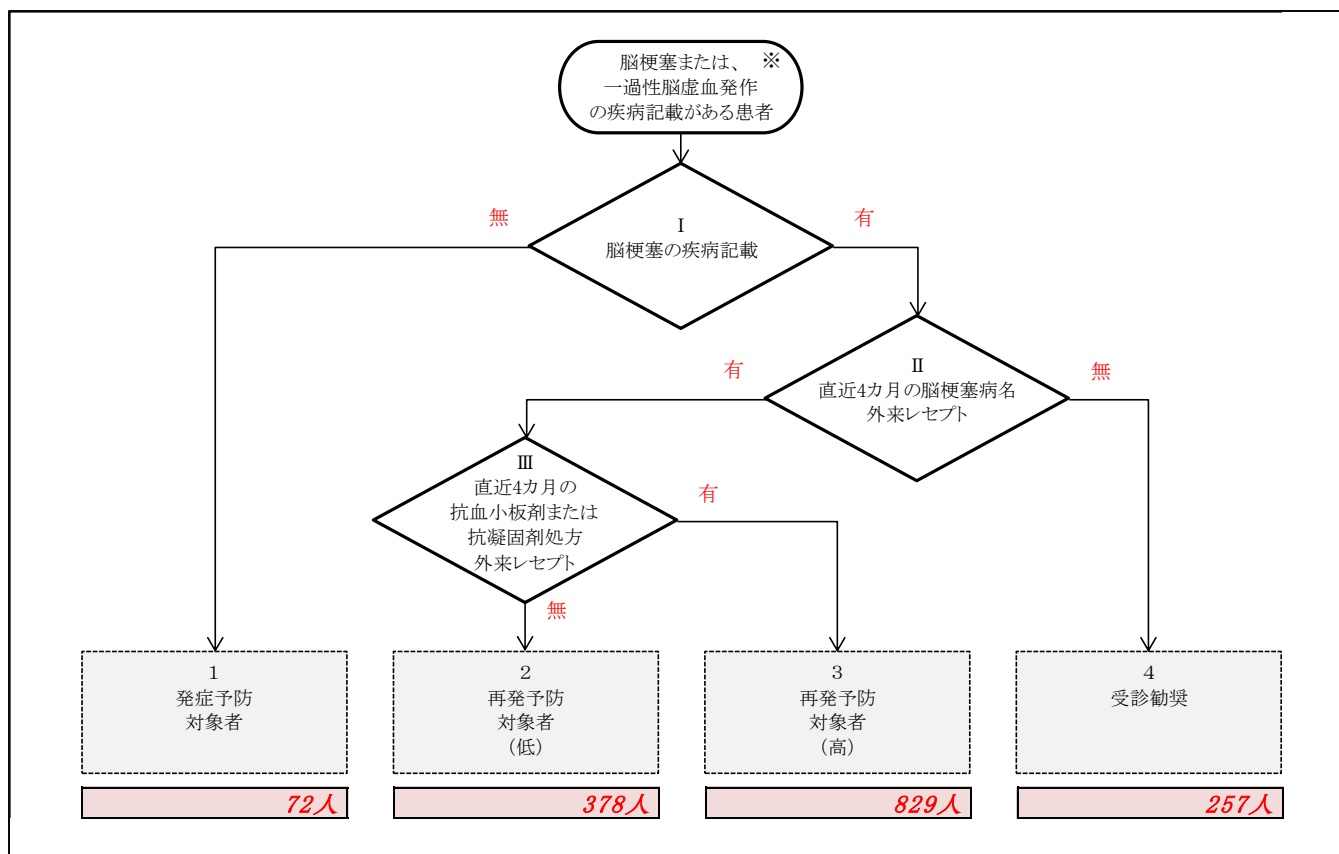 脳梗塞または、 ※
一過性脳虚血発作
の疾病記載がある患者
無
有
Ⅰ
脳梗塞の疾病記載
有
無
Ⅱ
直近4カ月の脳梗塞病名
外来レセプト
Ⅲ
直近4カ月の
抗血小板剤または
抗凝固剤処方
外来レセプト
有
無
1
発症予防
対象者
2
再発予防
対象者
(低)
3
再発予防
対象者
(高)
4
受診勧奨
72人
378人
829人
257人